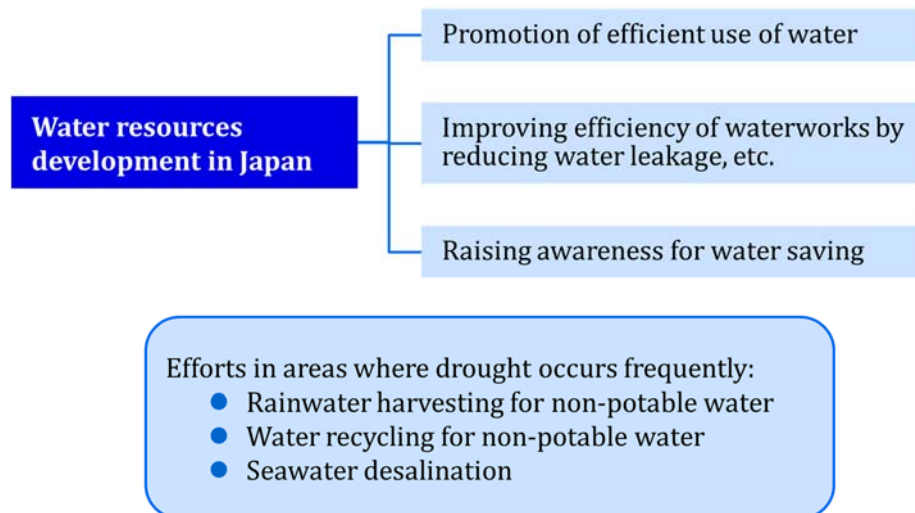 Promotion of efficient use of water
Water resources
development in Japan
Improving efficiency of waterworks by
reducing water leakage, etc.
Raising awareness for water saving
Efforts in areas where drought occurs frequently:
● Rainwater harvesting for non-potable water
● Water recycling for non-potable water
● Seawater desalination